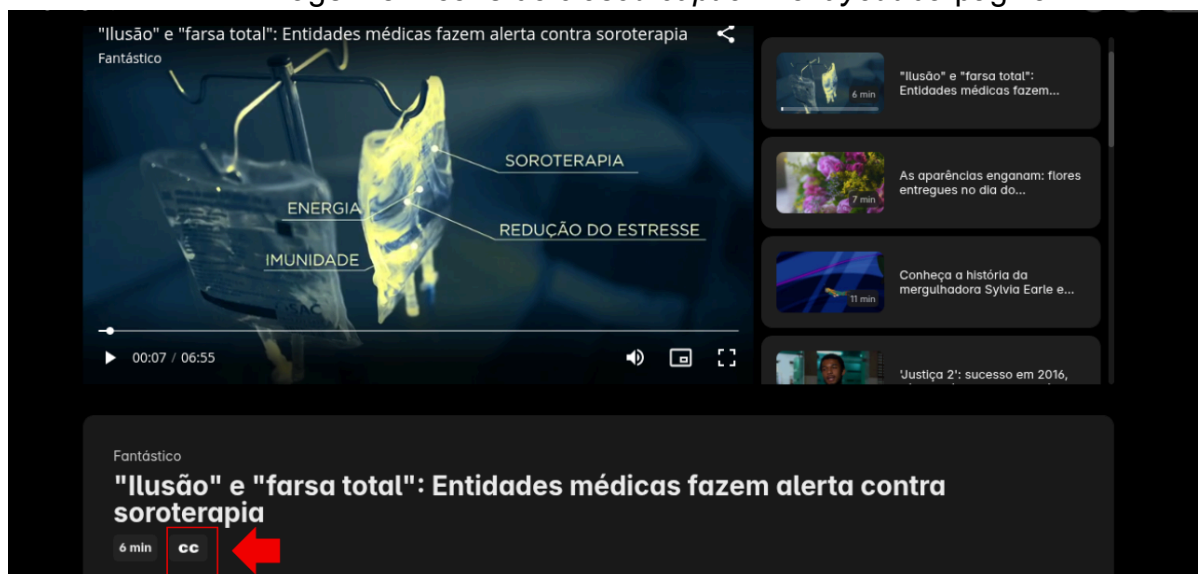 "Ilusão" e "farsa total": Entidades médicas fazem alerta contra soroterapia
Fantástico
SOROTERAPIA
ENERGIA
REDUÇÃO DO ESTRESSE
IMUNIDADE
00:07 / 06:55
6 min
"Ilusão" e "farsa total":
Entidades médicas fazem...
7 min
As aparências enganam: flores
entregues no dia do...
11 min
Conheça a história da
mergulhadora Sylvia Earle e...
'Justiça 2': sucesso em 2016,
Fantástico
"Ilusão" e "farsa total": Entidades médicas fazem alerta contra
soroterapia
6 min
CC